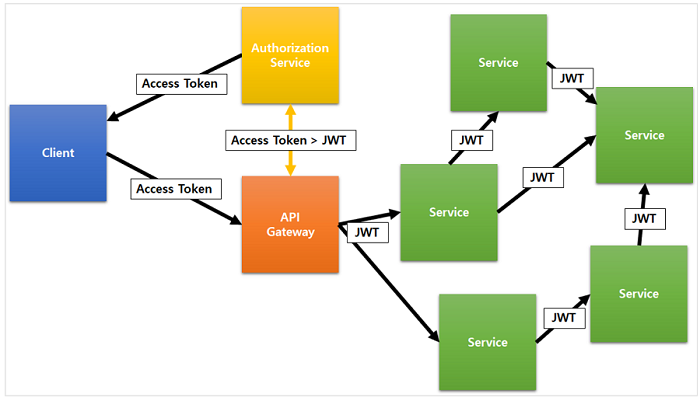 Authorization
Service
Access Token
Client
Access Token > JWT
Access Token
API
Gateway
JWT
Service
JWT
Service
JWT
JWT
Service
Service
JWT
Service
JWT
Service